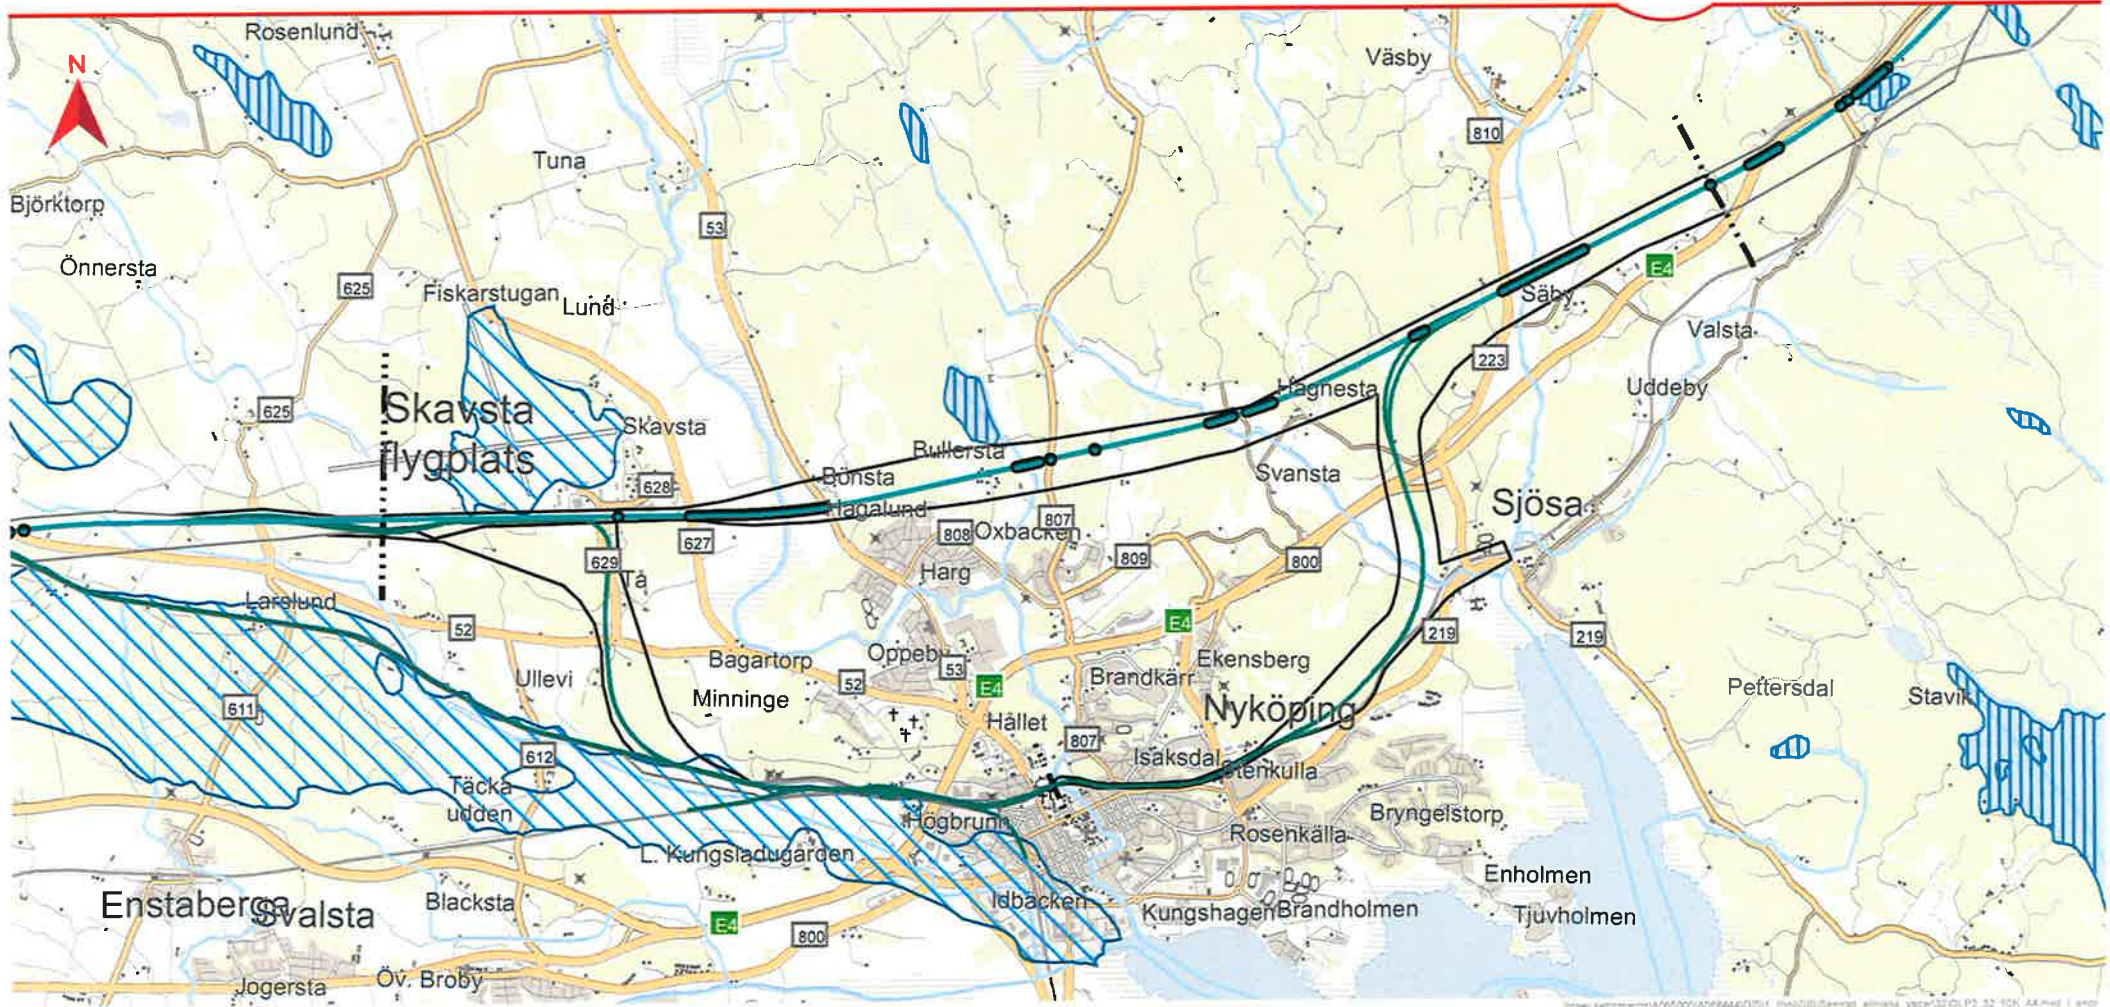 Rosenlund
Väsby
N
810
Tuna
Björktorp
53
Önnersta
E4
625
Fiskarstugan
Lund
Säby
Valsta
223
Hagnesta
Uddeby
625
Skavsta
flygplats
Skavsta
Bullersta
Svansta
Bönsta
628
Sjösa
Hagalund
807
808
Oxbacken
627
809
800
629
Tå
Harg
Larslund
52
E4
219
219
Oppeby
Bagartorp
53
Ekensberg
Ullevi
52
Brandkärr
E4
Pettersdal
Stavik
Minninge
611
Nyköping
Hållet
807
612
Isaksdal
Stenkulla
Täcka
udden
Högbrunn
Bryngelstorp
Rosenkälla
L. Kungsladugården
Enholmen
Enstaberga
Svalsta
Blacksta
Idbäcken
Kungshagen
Brandholmen
Tjuvholmen
E4
800
Öv. Broby
Jogersta